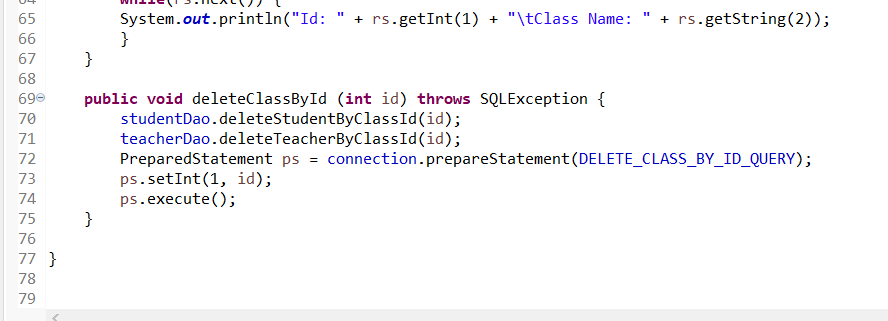 65 System.out.println("Id: " + rs.getInt(1) + "\tClass Name: " + rs.getString(2));
66 }
67 }
68
69 public void deleteClassById (int id) throws SQLException {
70 studentDao.deleteStudentByClassId(id);
71 teacherDao.deleteTeacherByClassId(id);
72 PreparedStatement ps = connection.prepareStatement(DELETE_CLASS_BY_ID_QUERY);
73 ps.setInt(1, id);
74 ps.execute();
75 }
76
77 }
78
79